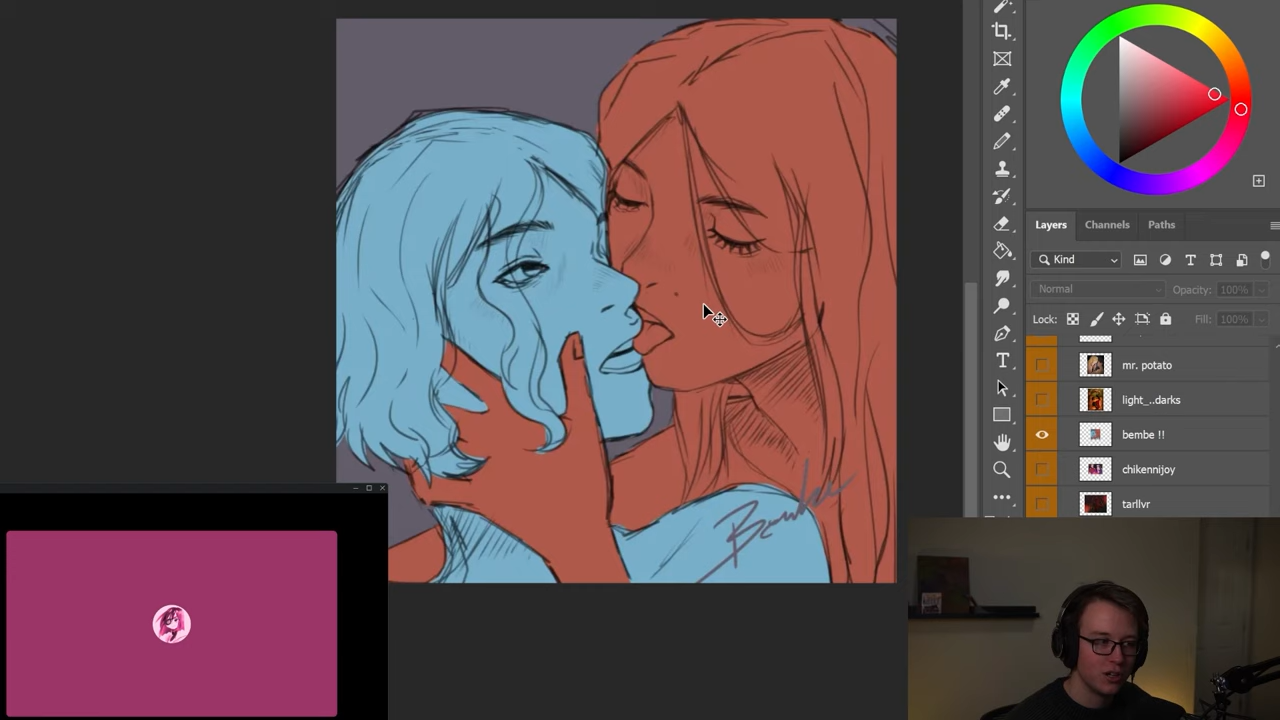 Layers
Channels
Paths
Kind
Normal
Opacity:
100%
Lock:
Fill:
100%
mr. potato
light_..darks
bembe !!
chikennijoy
tarllvr